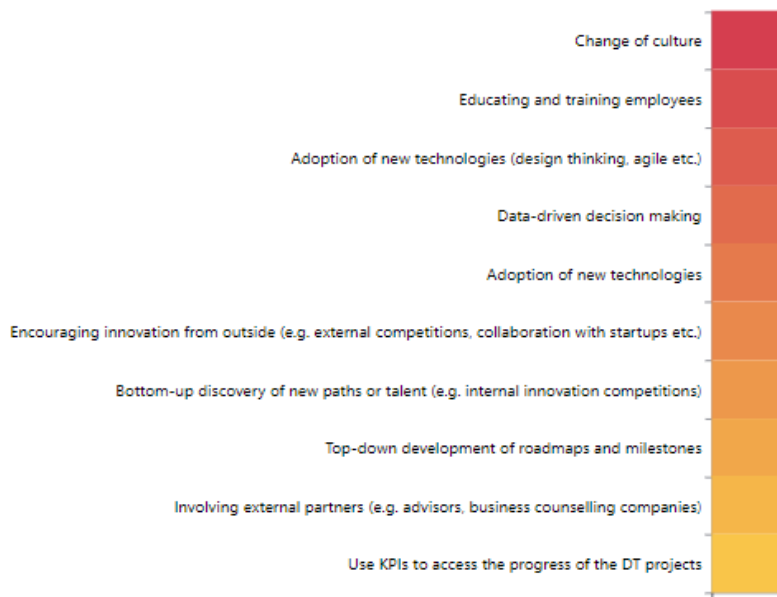 Change of culture
Educating and training employees
Adoption of new technologies (design thinking, agile etc.)
Data-driven decision making
Adoption of new technologies
Encouraging innovation from outside (e.g. external competitions, collaboration with startups etc.)
Bottom-up discovery of new paths or talent (e.g. internal innovation competitions)
Top-down development of roadmaps and milestones
Involving external partners (e.g. advisors, business counselling companies)
Use KPIs to access the progress of the DT projects